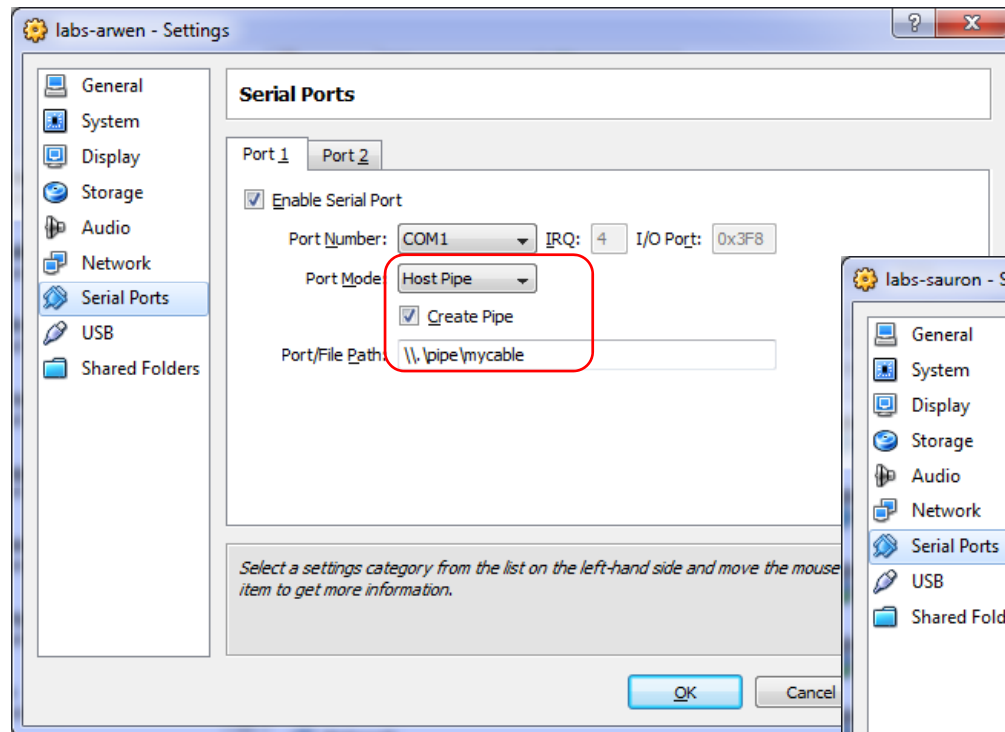 labs-arwen - Settings
General
System
Display
Storage
Audio
Network
Serial Ports
USB
Shared Folders
Serial Ports
Port 1 Port 2
Enable Serial Port
Port Number: COM1 IRQ: 4 I/O Port: 0x3F8
Port Mode: Host Pipe
Create Pipe
Port/File Path: \\.\pipe\mycable
Select a settings category from the list on the left-hand side and move the mouse
item to get more information.
OK Cancel
labs-sauron - S
General
System
Display
Storage
Audio
Network
Serial Ports
USB
Shared Fold